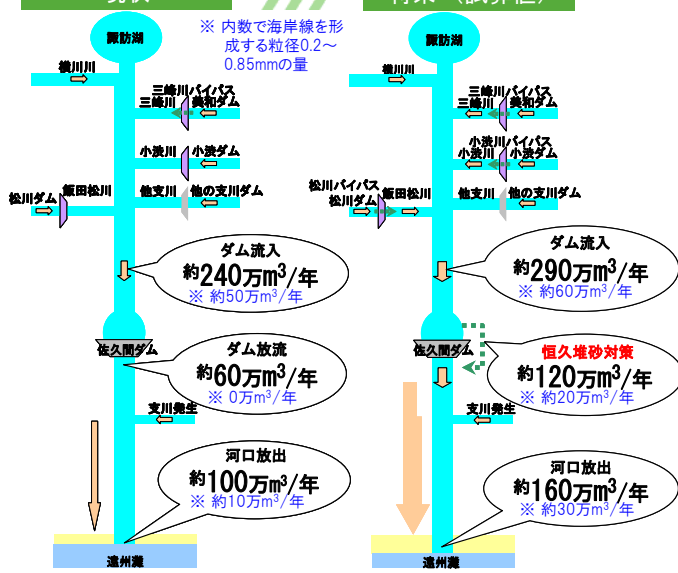 現状
将来（試算値）
※ 内数で海岸線を形
成する粒径0.2～
0.85mmの量
諏訪湖
横川川
三峰川バイパス
三峰川 美和ダム
小渋川 小渋ダム
松川ダム 飯田松川
他支川 他の支川ダム
ダム流入
約240万m³/年
※ 約50万m³/年
佐久間ダム
ダム放流
約60万m³/年
※ 0万m³/年
支川発生
河口放出
約100万m³/年
※ 約10万m³/年
遠州灘
諏訪湖
横川川
三峰川バイパス
三峰川 美和ダム
小渋川バイパス
小渋川 小渋ダム
松川バイパス
松川ダム 飯田松川
他支川 他の支川ダム
ダム流入
約290万m³/年
※ 約60万m³/年
佐久間ダム
恒久堆砂対策
約120万m³/年
※ 約20万m³/年
支川発生
河口放出
約160万m³/年
※ 約30万m³/年
遠州灘